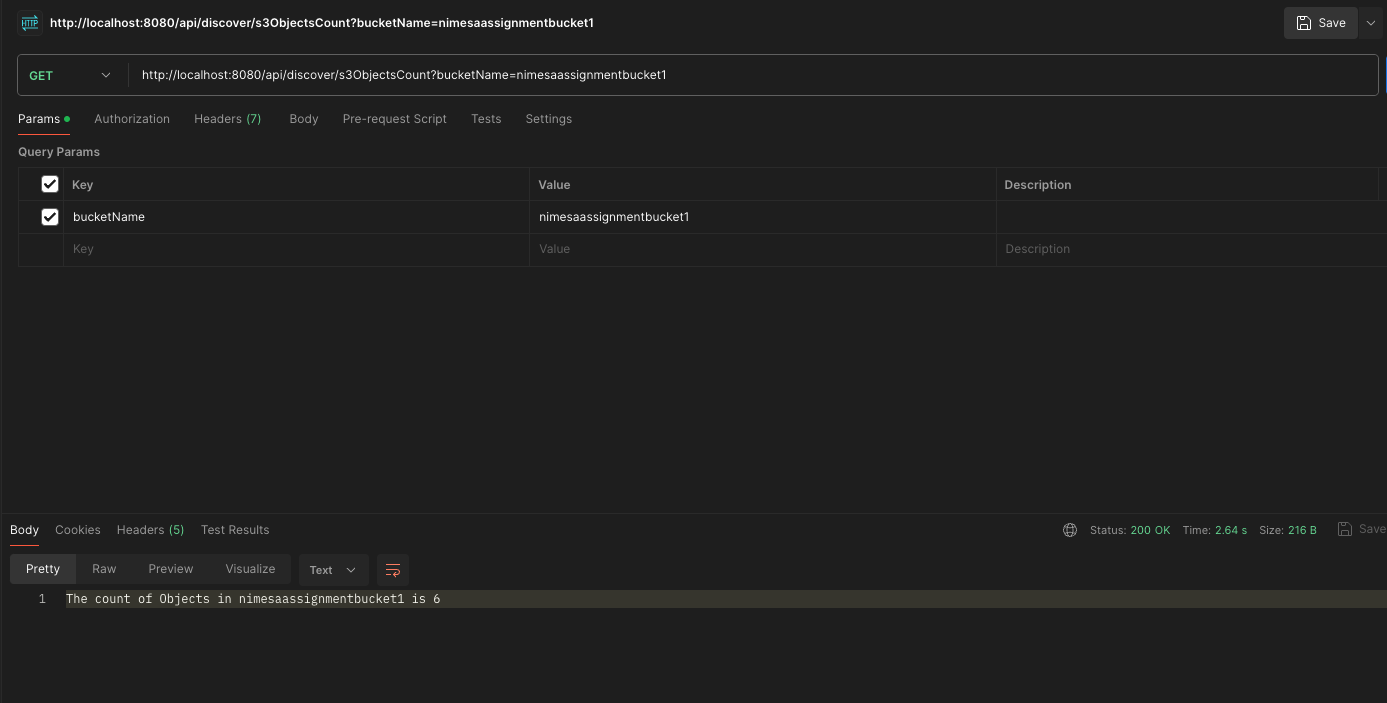 HTTP http://localhost:8080/api/discover/s3ObjectsCount?bucketName=nimesaassignmentbucket1 Save
GET http://localhost:8080/api/discover/s3ObjectsCount?bucketName=nimesaassignmentbucket1
Params Authorization Headers (7) Body Pre-request Script Tests Settings
Query Params
Key Value Description
bucketName nimesaassignmentbucket1
Key Value Description
Body Cookies Headers (5) Test Results Status: 200 OK Time: 2.64 s Size: 216 B Save
Pretty Raw Preview Visualize Text
1 The count of Objects in nimesaassignmentbucket1 is 6